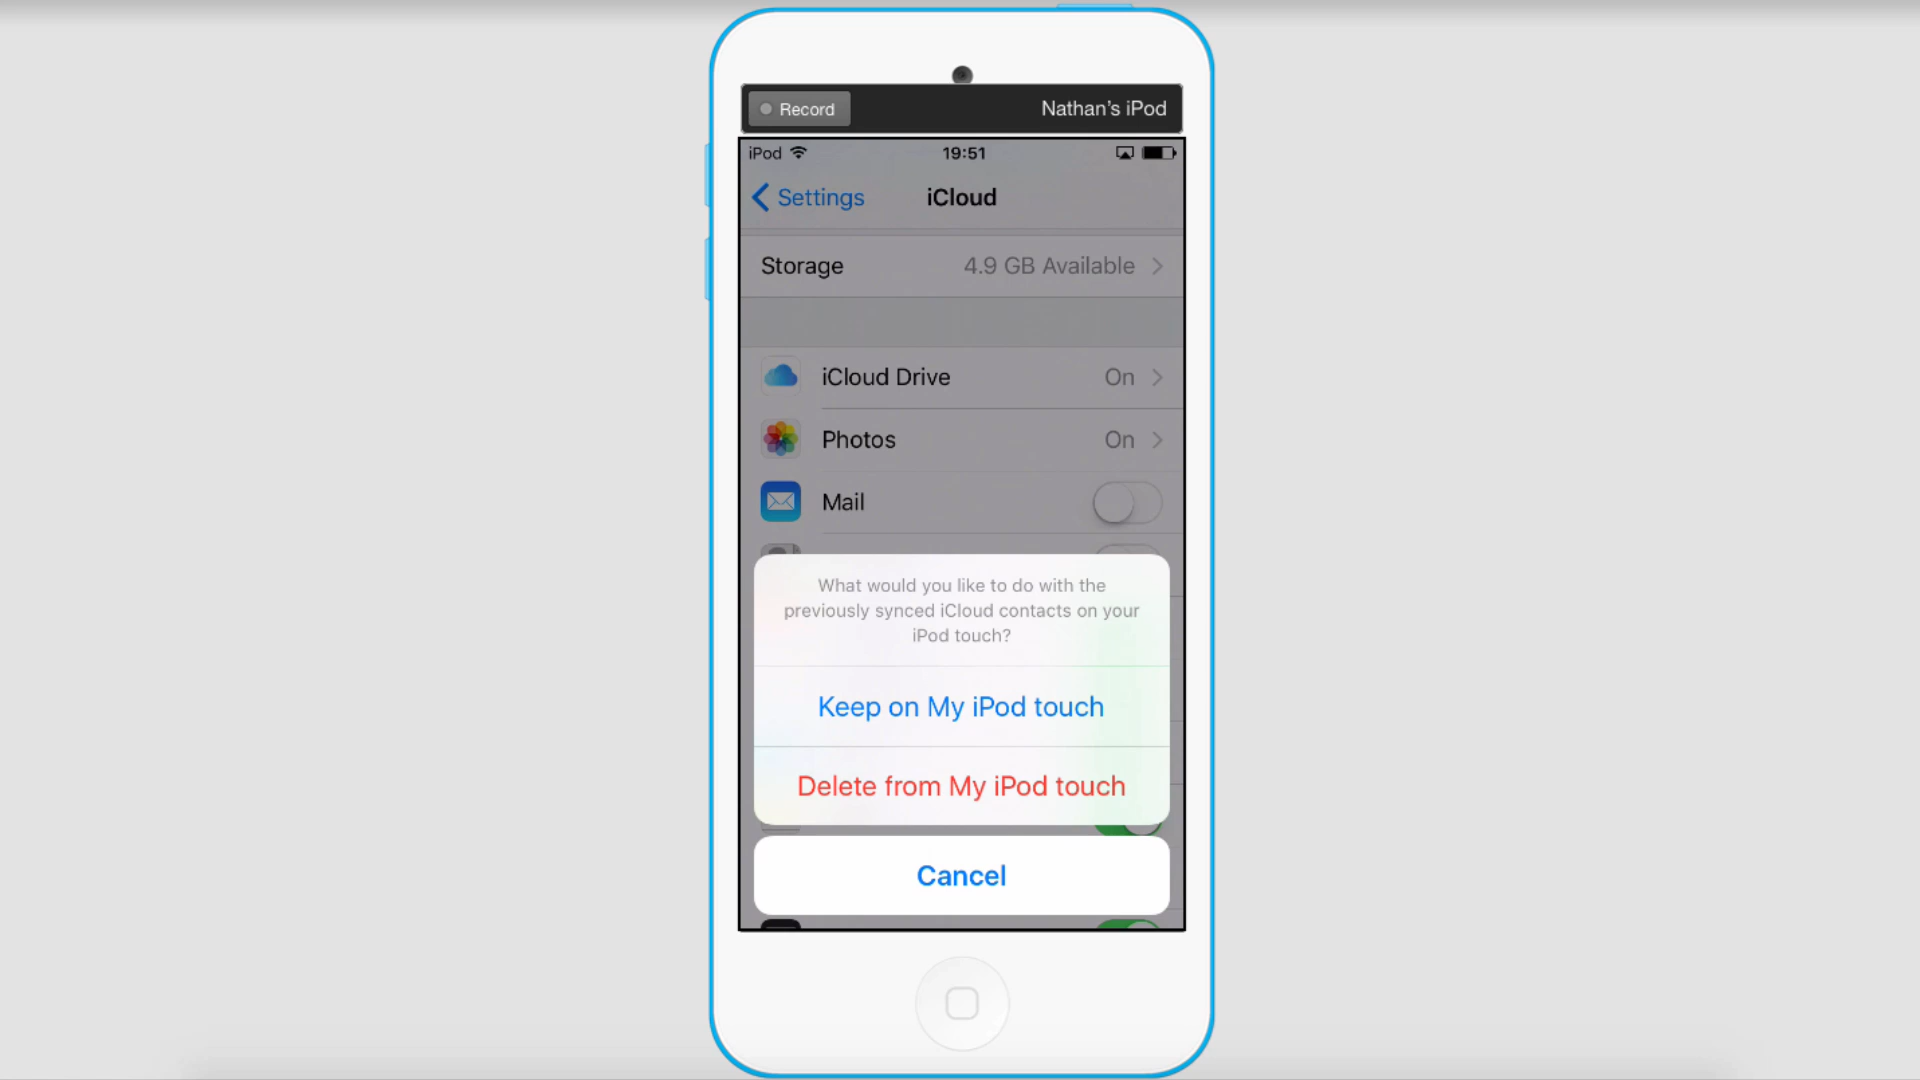 Record
Nathan's iPod
iPod
19:51
Settings
iCloud
Storage
4.9 GB Available
iCloud Drive
On
Photos
On
Mail
What would you like to do with the
previously synced iCloud contacts on your
iPod touch?
Keep on My iPod touch
Delete from My iPod touch
Cancel